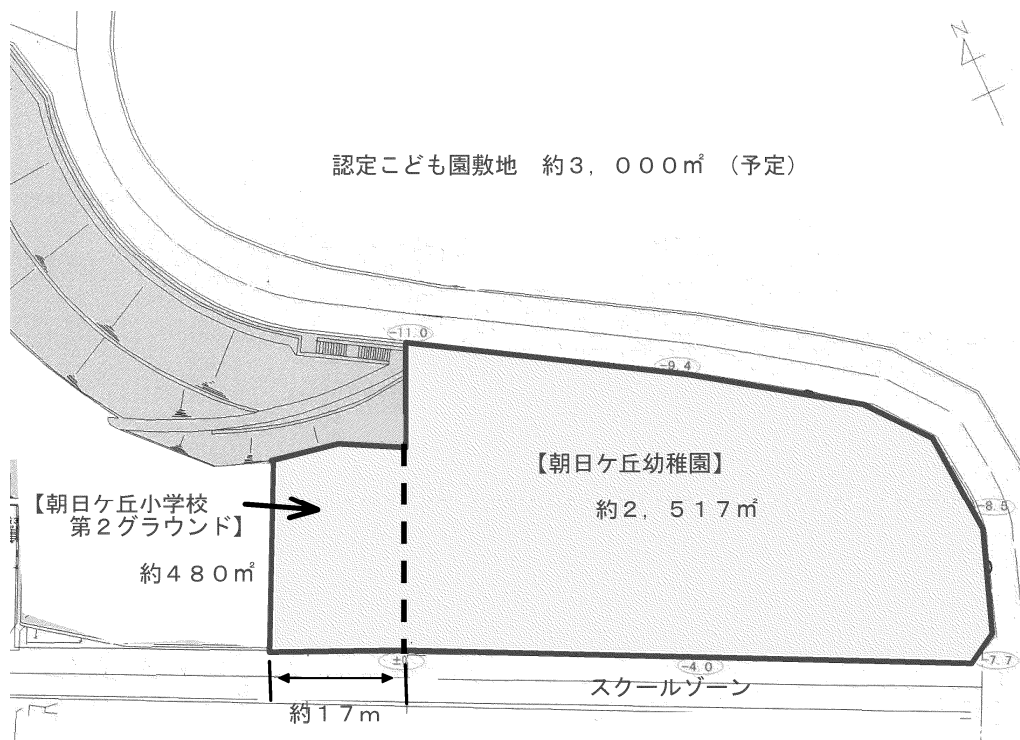 N
認定こども園敷地　約３，０００㎡　（予定）
-11.0
-9.4
【朝日ケ丘幼稚園】
約２，５１７㎡
【朝日ケ丘小学校
第２グラウンド】
-8.5
約４８０㎡
±0
-4.0
-7.7
スクールゾーン
約１７ｍ